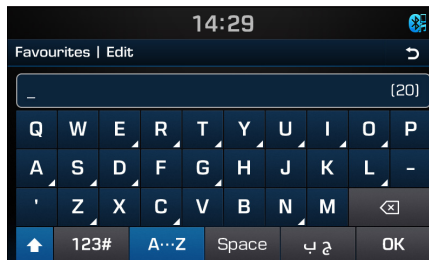 14:29
Favourites | Edit
_ (20)
Q W E R T Y U I O P
A S D F G H J K L -
' Z X C V B N M
123# A···Z Space ج ب OK